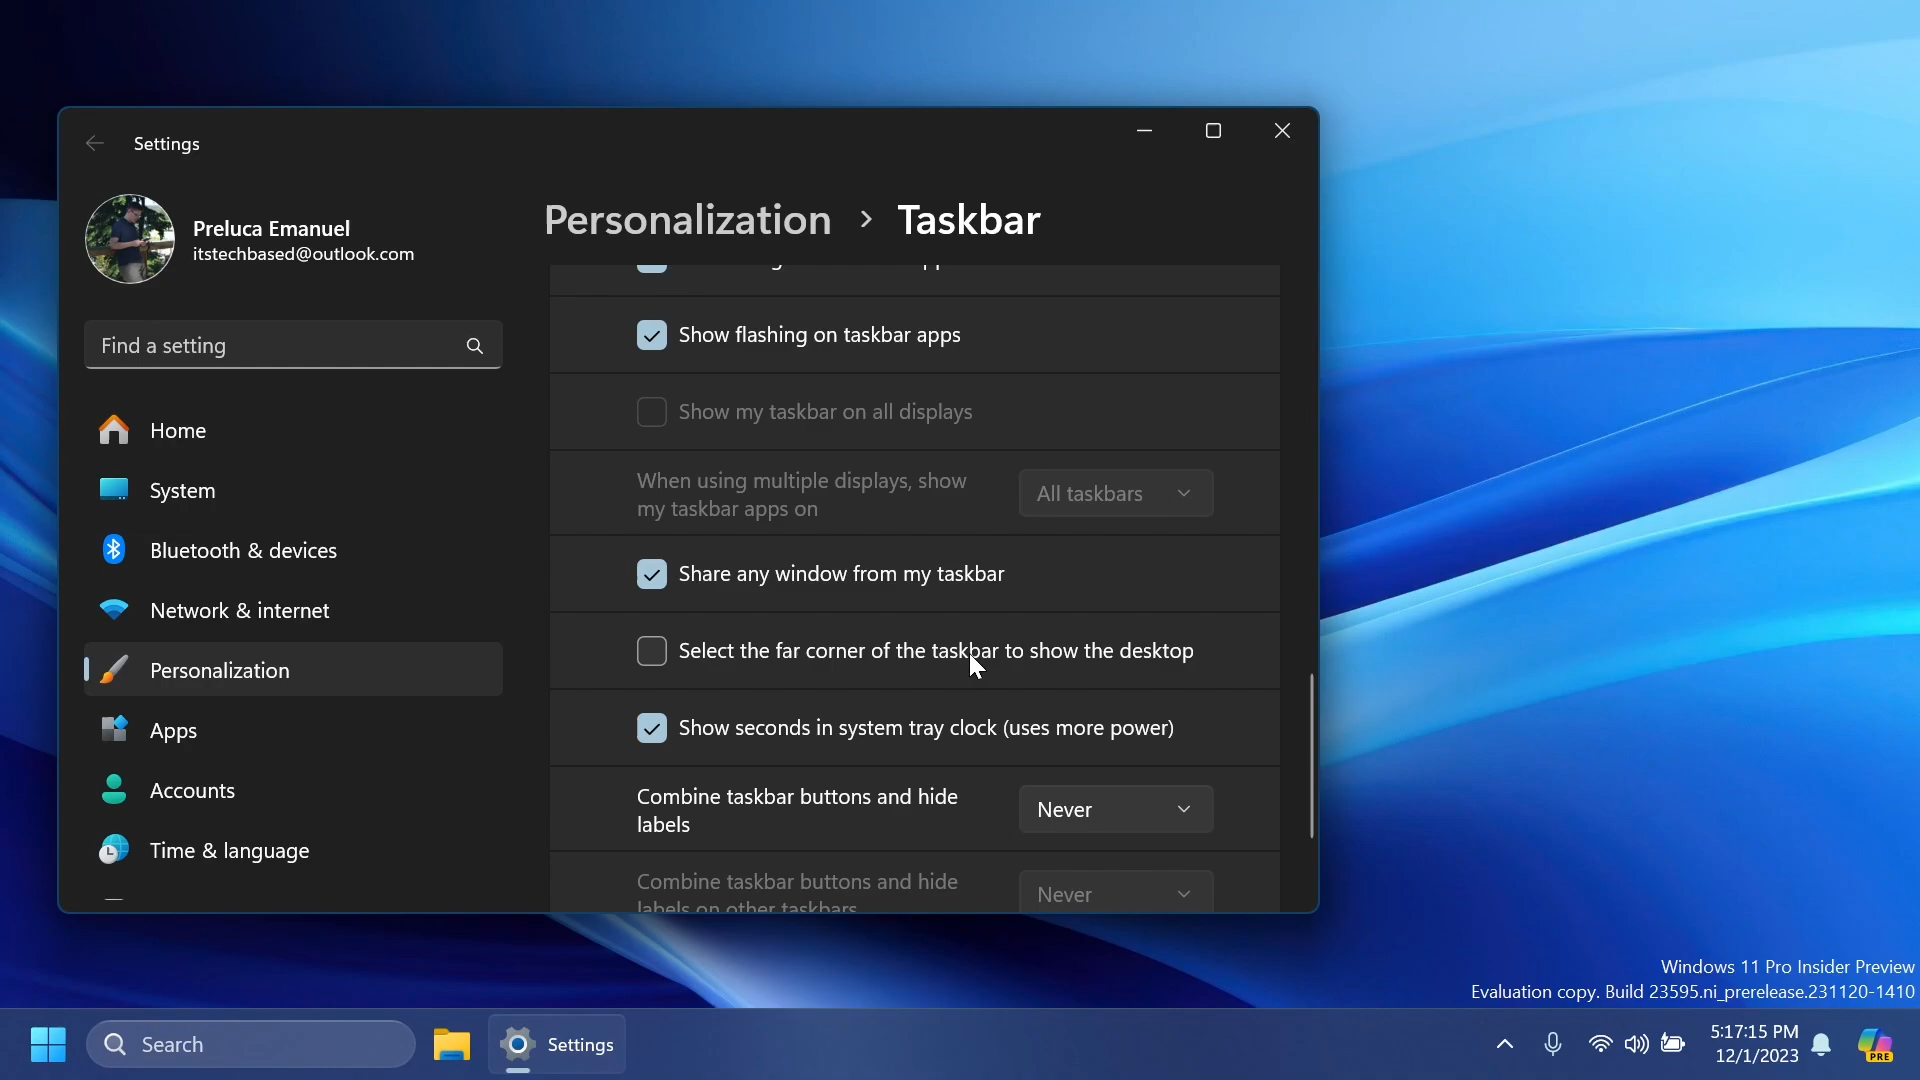 Settings
Preluca Emanuel
itstechbased@outlook.com
Find a setting
Home
System
Bluetooth & devices
Network & internet
Personalization
Apps
Accounts
Time & language
Personalization > Taskbar
Show flashing on taskbar apps
Show my taskbar on all displays
When using multiple displays, show
my taskbar apps on
All taskbars
Share any window from my taskbar
Select the far corner of the taskbar to show the desktop
Show seconds in system tray clock (uses more power)
Combine taskbar buttons and hide
labels
Never
Combine taskbar buttons and hide
labels on other taskbars
Never
Windows 11 Pro Insider Preview
Evaluation copy. Build 23595.ni_prerelease.231120-1410
Search
Settings
5:17:15 PM
12/1/2023
PRE